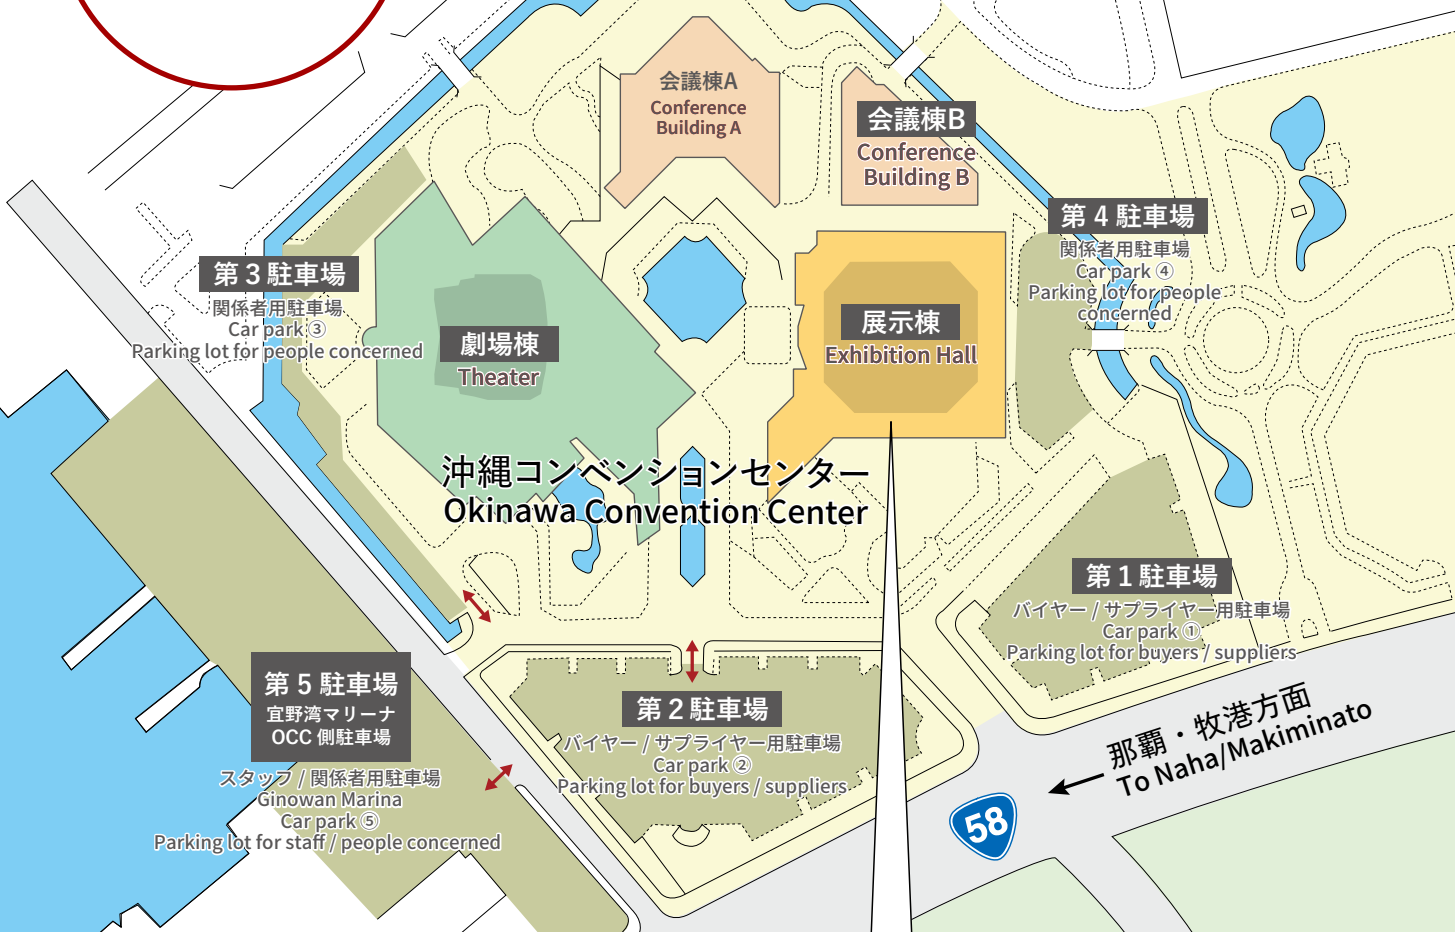 会議棟A
Conference
Building A
会議棟B
Conference
Building B
第4駐車場
関係者用駐車場
Car park ④
Parking lot for people
concerned
第3駐車場
関係者用駐車場
Car park ③
Parking lot for people concerned
劇場棟
Theater
展示棟
Exhibition Hall
沖縄コンベンションセンター
Okinawa Convention Center
第1駐車場
バイヤー / サプライヤー用駐車場
Car park ①
Parking lot for buyers / suppliers
第5駐車場
宜野湾マリーナ
OCC 側駐車場
スタッフ / 関係者用駐車場
Ginowan Marina
Car park ⑤
Parking lot for staff / people concerned
第2駐車場
バイヤー / サプライヤー用駐車場
Car park ②
Parking lot for buyers / suppliers
那覇・牧港方面
To Naha/Makiminato
58